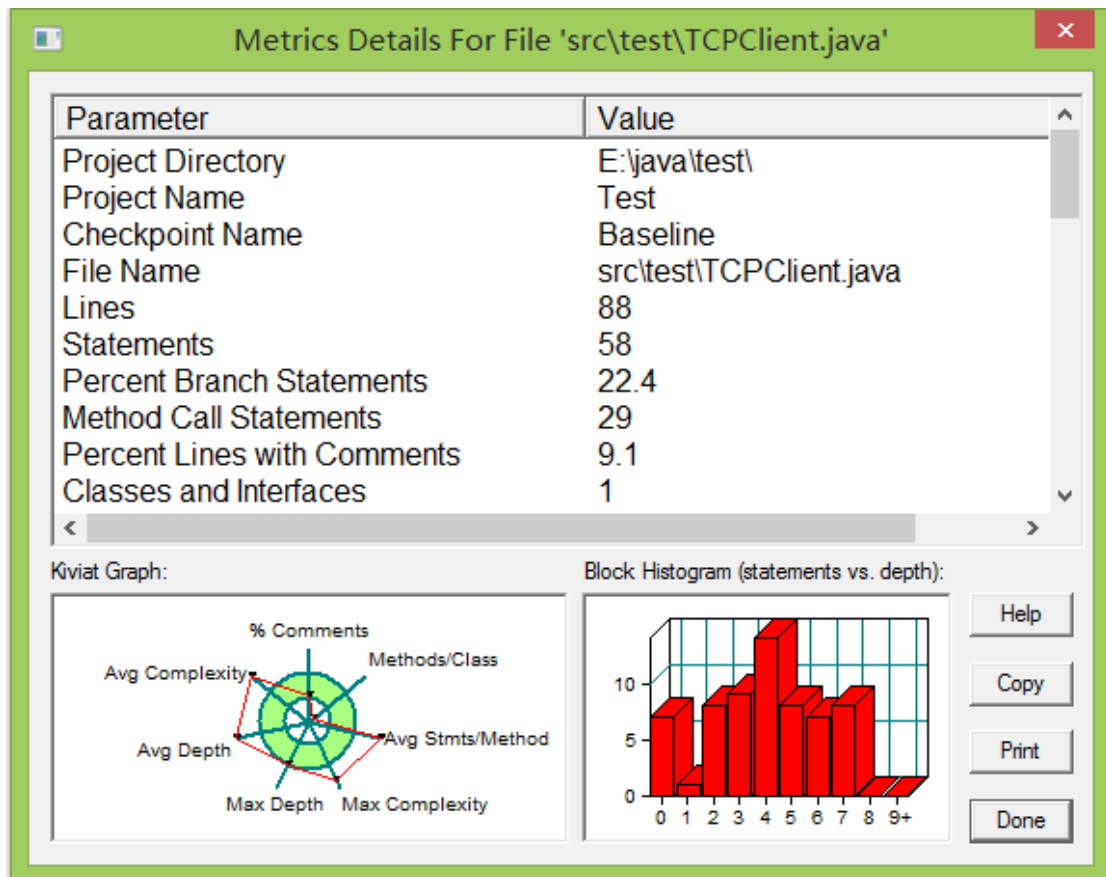 Metrics Details For File 'src\test\TCPClient.java'
Parameter Value
Project Directory E:\java\test\
Project Name Test
Checkpoint Name Baseline
File Name src\test\TCPClient.java
Lines 88
Statements 58
Percent Branch Statements 22.4
Method Call Statements 29
Percent Lines with Comments 9.1
Classes and Interfaces 1
Kiviat Graph:
% Comments
Methods/Class
Avg Complexity
Avg Stmts/Method
Avg Depth
Max Depth Max Complexity
Block Histogram (statements vs. depth):
10
5
0
0 1 2 3 4 5 6 7 8 9+
Help
Copy
Print
Done